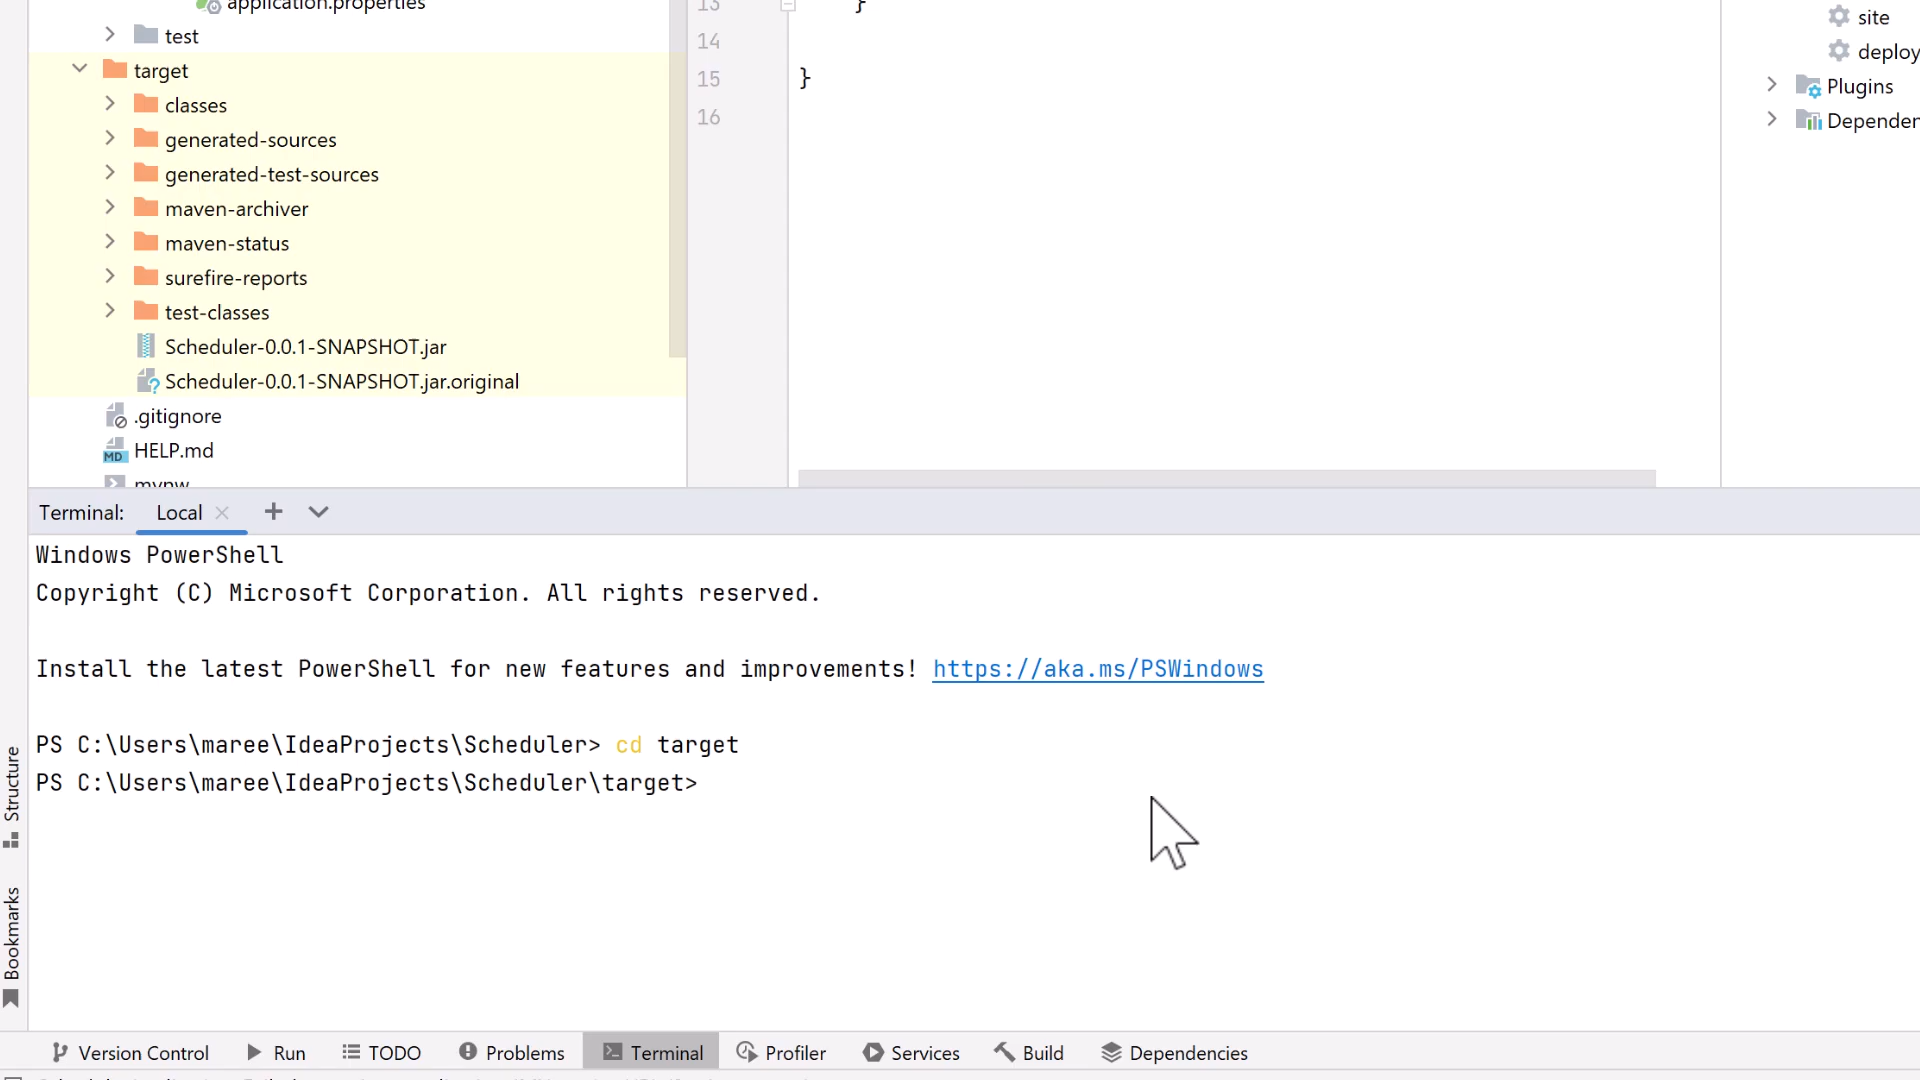 application.properties
test
target
classes
generated-sources
generated-test-sources
maven-archiver
maven-status
surefire-reports
test-classes
Scheduler-0.0.1-SNAPSHOT.jar
Scheduler-0.0.1-SNAPSHOT.jar.original
.gitignore
HELP.md
mvnw
13 }
14
15 }
16
site
deploy
Plugins
Dependen
Terminal: Local
Windows PowerShell
Copyright (C) Microsoft Corporation. All rights reserved.
Install the latest PowerShell for new features and improvements! https://aka.ms/PSWindows
PS C:\Users\maree\IdeaProjects\Scheduler> cd target
PS C:\Users\maree\IdeaProjects\Scheduler\target>
Structure
Bookmarks
Version Control Run TODO Problems Terminal Profiler Services Build Dependencies